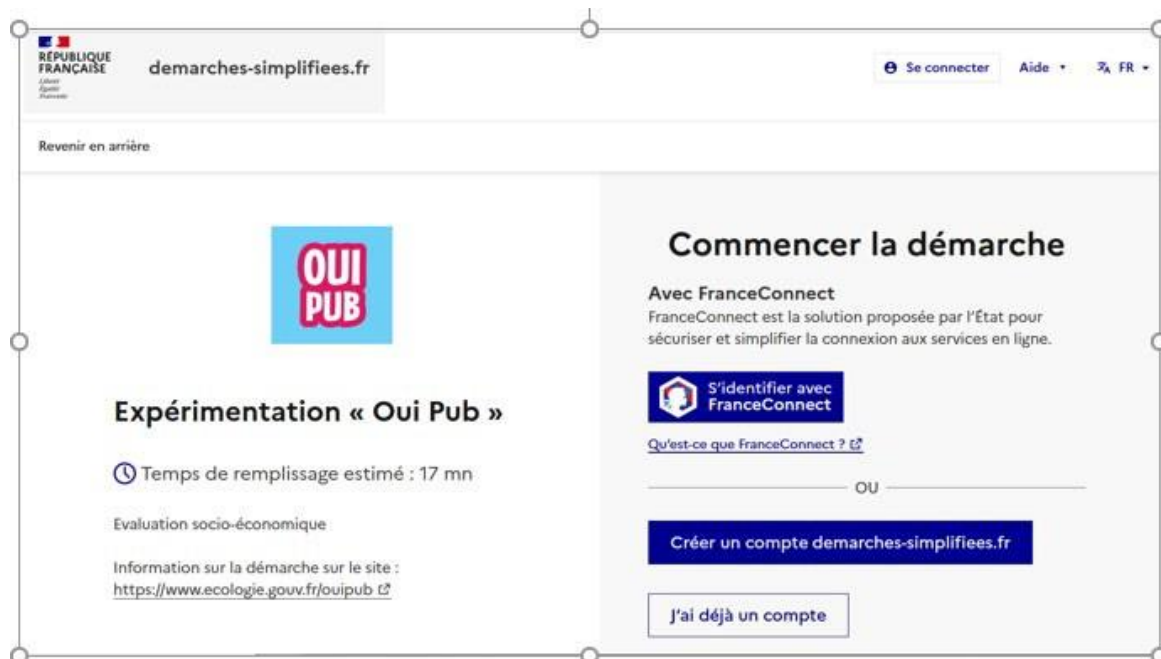 RÉPUBLIQUE
FRANÇAISE
Liberté
Égalité
Fraternité
demarches-simplifiees.fr
Se connecter
Aide
FR
Revenir en arrière
OUI
PUB
Expérimentation « Oui Pub »
Temps de remplissage estimé : 17 mn
Evaluation socio-économique
Information sur la démarche sur le site :
https://www.ecologie.gouv.fr/ouipub
Commencer la démarche
Avec FranceConnect
FranceConnect est la solution proposée par l'État pour
sécuriser et simplifier la connexion aux services en ligne.
S'identifier avec
FranceConnect
Qu'est-ce que FranceConnect ?
OU
Créer un compte demarches-simplifiees.fr
J'ai déjà un compte